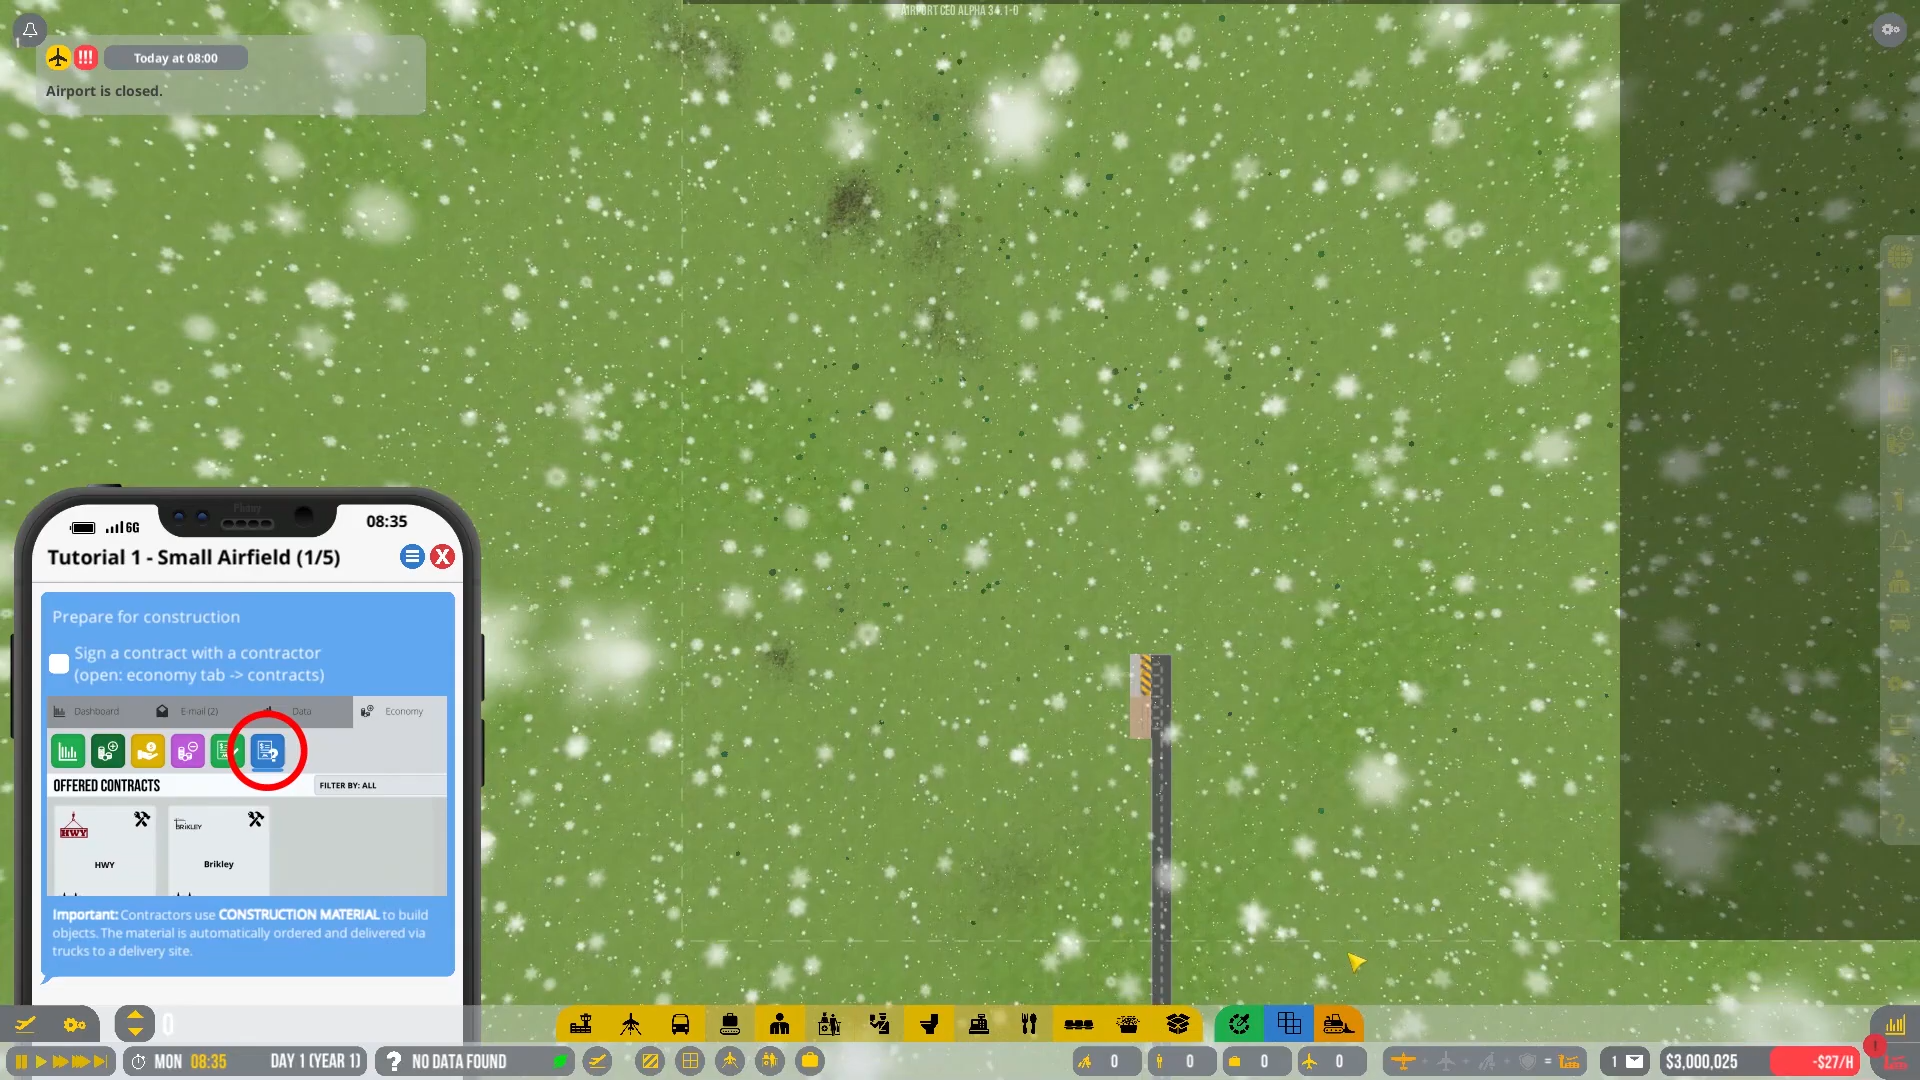 AIRPORT CEO ALPHA 34.1-0
1
!!!
Today at 08:00
Airport is closed.
Fluqy
6G
08:35
Tutorial 1 - Small Airfield (1/5)
X
Prepare for construction
Sign a contract with a contractor
(open: economy tab -> contracts)
Dashboard
E-mail (2)
Data
Economy
OFFERED CONTRACTS
FILTER BY: ALL
HWY
BRIKLEY
HWY
Brikley
Important: Contractors use CONSTRUCTION MATERIAL to build
objects. The material is automatically ordered and delivered via
trucks to a delivery site.
0
MON 08:35
DAY 1 (YEAR 1)
? NO DATA FOUND
0
0
0
0
=
1
$3,000,025
-$27/H
!